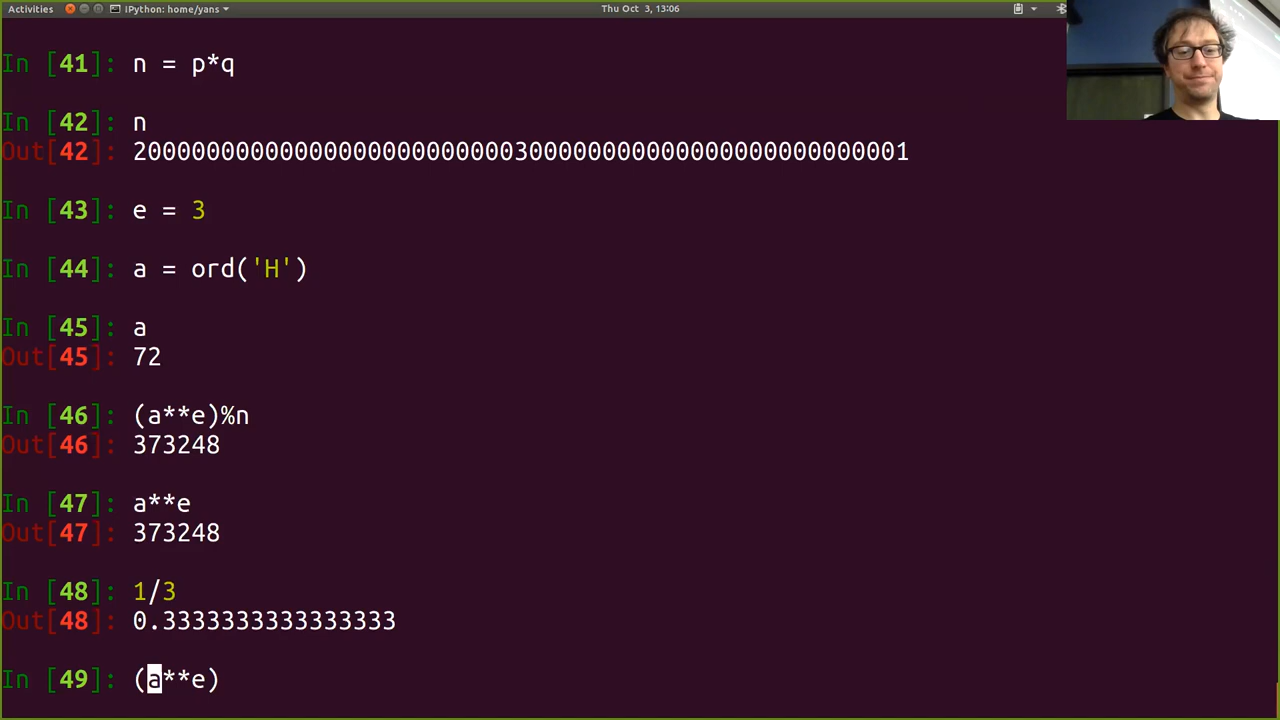 Activities IPython: home/yans Thu Oct 3, 13:06
In [41]: n = p*q
In [42]: n
Out[42]: 20000000000000000000000000300000000000000000000000001
In [43]: e = 3
In [44]: a = ord('H')
In [45]: a
Out[45]: 72
In [46]: (a**e)%n
Out[46]: 373248
In [47]: a**e
Out[47]: 373248
In [48]: 1/3
Out[48]: 0.3333333333333333
In [49]: (a**e)